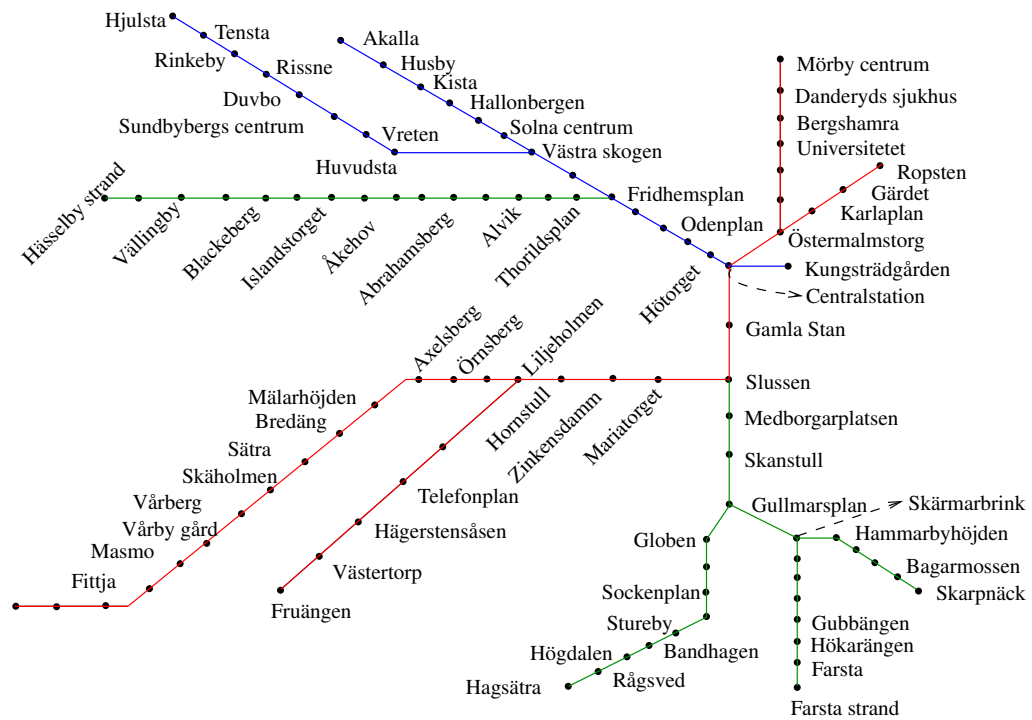 Hjulsta
Tensta
Akalla
Rinkeby
Rissne
Husby
Kista
Mörby centrum
Duvbo
Hallonbergen
Danderyds sjukhus
Sundbybergs centrum
Vreten
Solna centrum
Bergshamra
Universitetet
Huvudsta
Västra skogen
Ropsten
Gärdet
Karlaplan
Fridhemsplan
Odenplan
Östermalmstorg
Hässelby strand
Vällingby
Blackeberg
Islandstorget
Åkehov
Abrahamsberg
Alvik
Thorildsplan
Hötorget
Kungsträdgården
Centralstation
Gamla Stan
Axelsberg
Örnsberg
Liljeholmen
Slussen
Mälarhöjden
Bredäng
Hornstull
Zinkensdamm
Mariatorget
Medborgarplatsen
Sätra
Skäholmen
Skanstull
Vårberg
Telefonplan
Gullmarsplan
Skärmarbrink
Vårby gård
Hägerstensåsen
Hammarbyhöjden
Masmo
Globen
Fittja
Västertorp
Bagarmossen
Fruängen
Sockenplan
Skarpnäck
Stureby
Gubbängen
Högdalen
Bandhagen
Hökarängen
Hagsätra
Rågsved
Farsta
Farsta strand